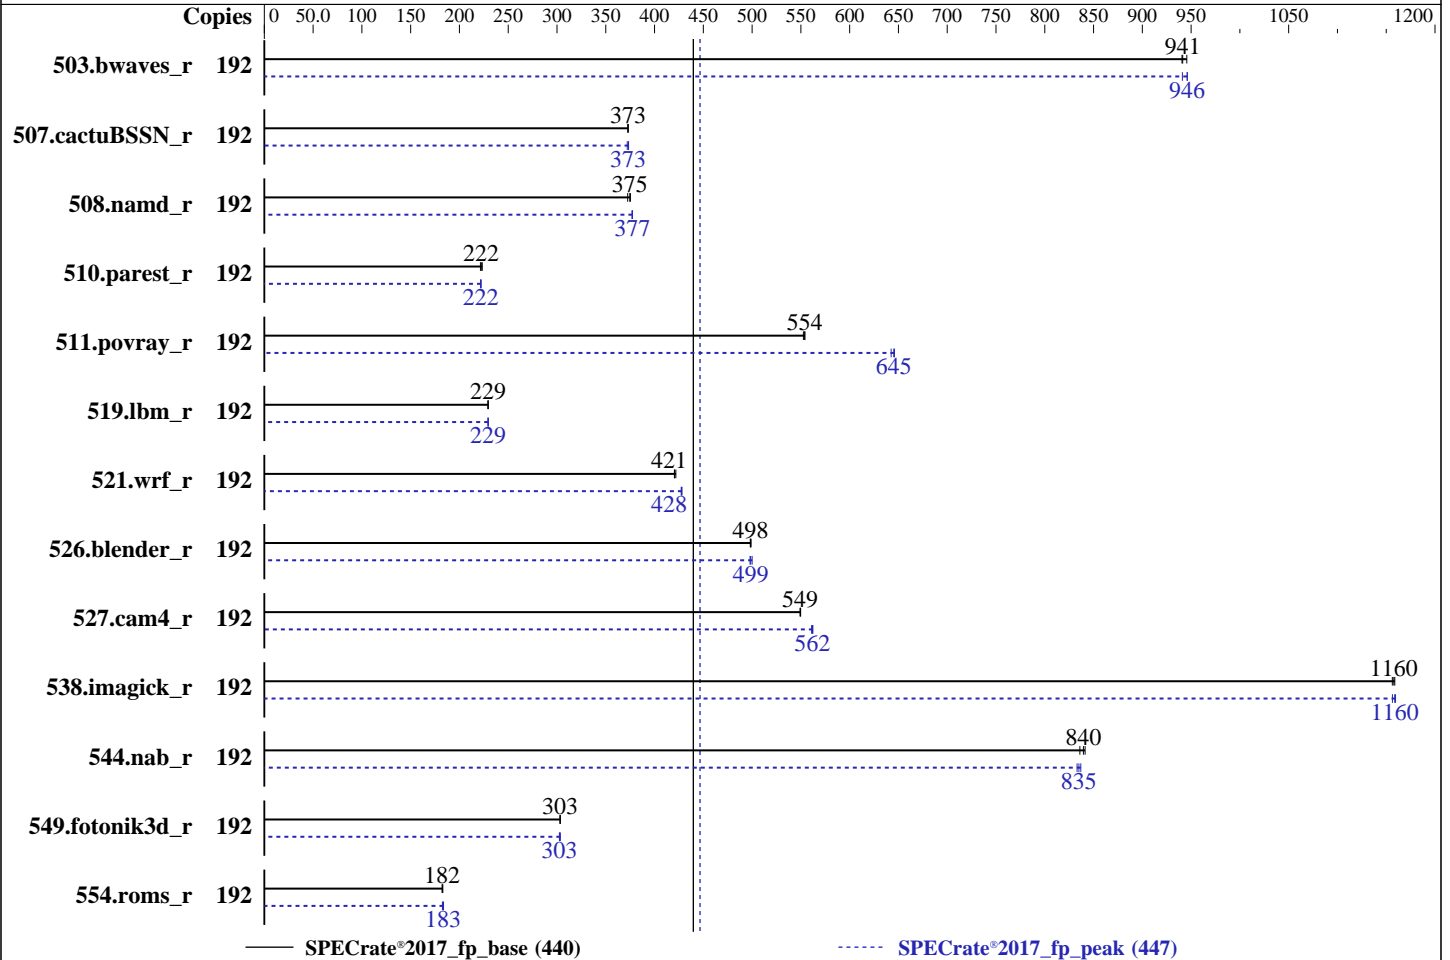 Copies 0 50.0 100 150 200 250 300 350 400 450 500 550 600 650 700 750 800 850 900 950 1050 1200
503.bwaves_r 192 941
946
507.cactuBSSN_r 192 373
373
508.namd_r 192 375
377
510.parest_r 192 222
222
511.povray_r 192 554
645
519.lbm_r 192 229
229
521.wrf_r 192 421
428
526.blender_r 192 498
499
527.cam4_r 192 549
562
538.imagick_r 192 1160
1160
544.nab_r 192 840
835
549.fotonik3d_r 192 303
303
554.roms_r 192 182
183
SPECrate®2017_fp_base (440) SPECrate®2017_fp_peak (447)